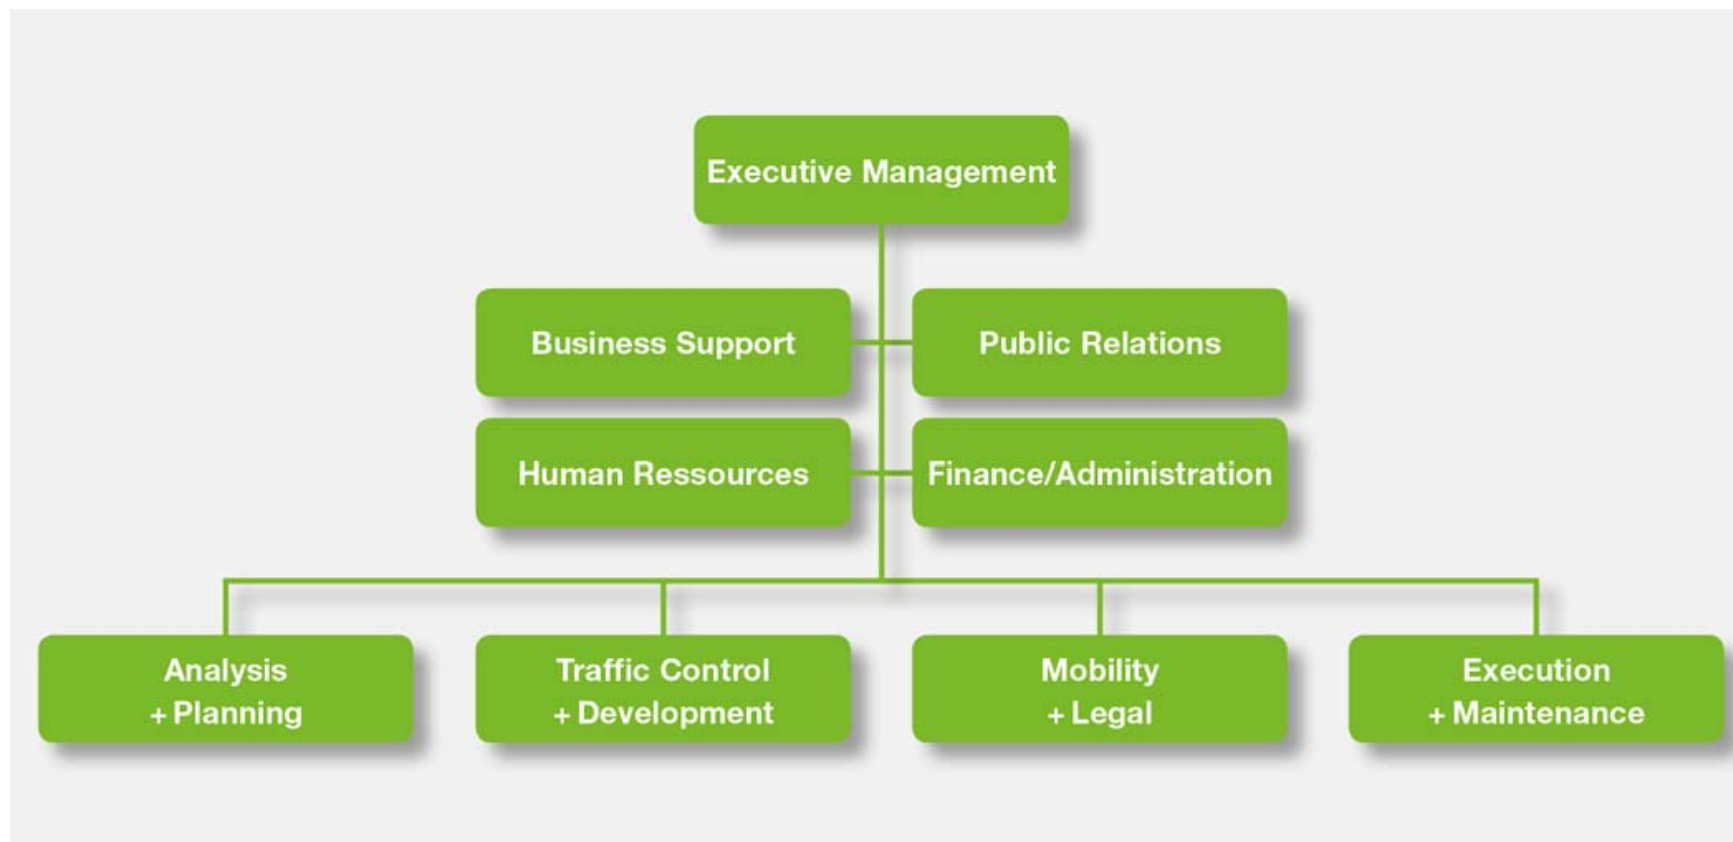 Executive Management
Business Support
Public Relations
Human Ressources
Finance/Administration
Analysis
+ Planning
Traffic Control
+ Development
Mobility
+ Legal
Execution
+ Maintenance